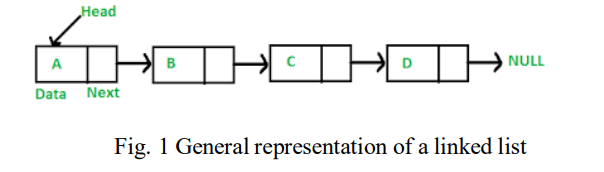 Head
A B C D NULL
Data Next
Fig. 1 General representation of a linked list